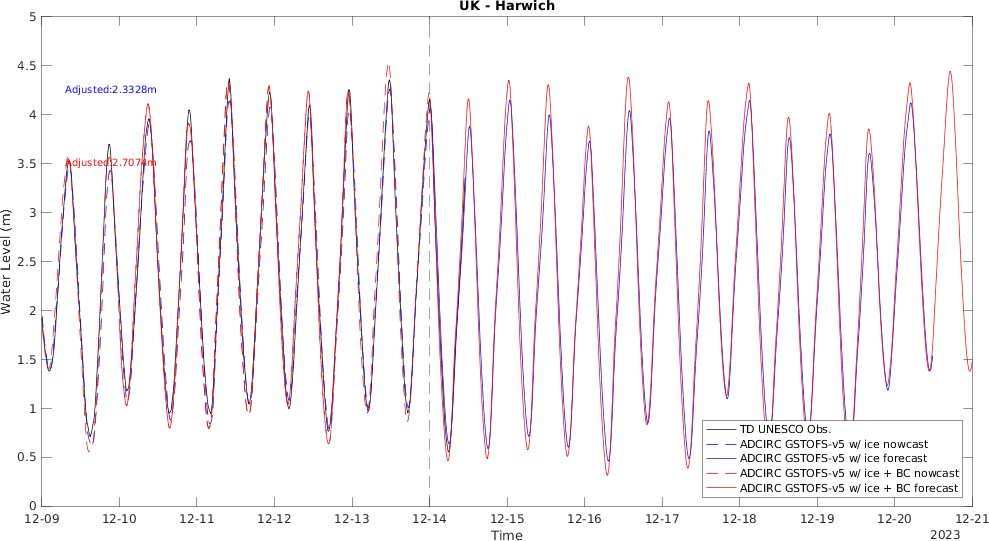 UK - Harwich
5
4.5
4
3.5
3
2.5
2
1.5
1
0.5
0
Water Level (m)
Adjusted:2.3328m
Adjusted:2.7074m
TD UNESCO Obs.
ADCIRC GSTOFS-v5 w/ ice nowcast
ADCIRC GSTOFS-v5 w/ ice forecast
ADCIRC GSTOFS-v5 w/ ice + BC nowcast
ADCIRC GSTOFS-v5 w/ ice + BC forecast
12-09 12-10 12-11 12-12 12-13 12-14 12-15 12-16 12-17 12-18 12-19 12-20 12-21
Time
2023